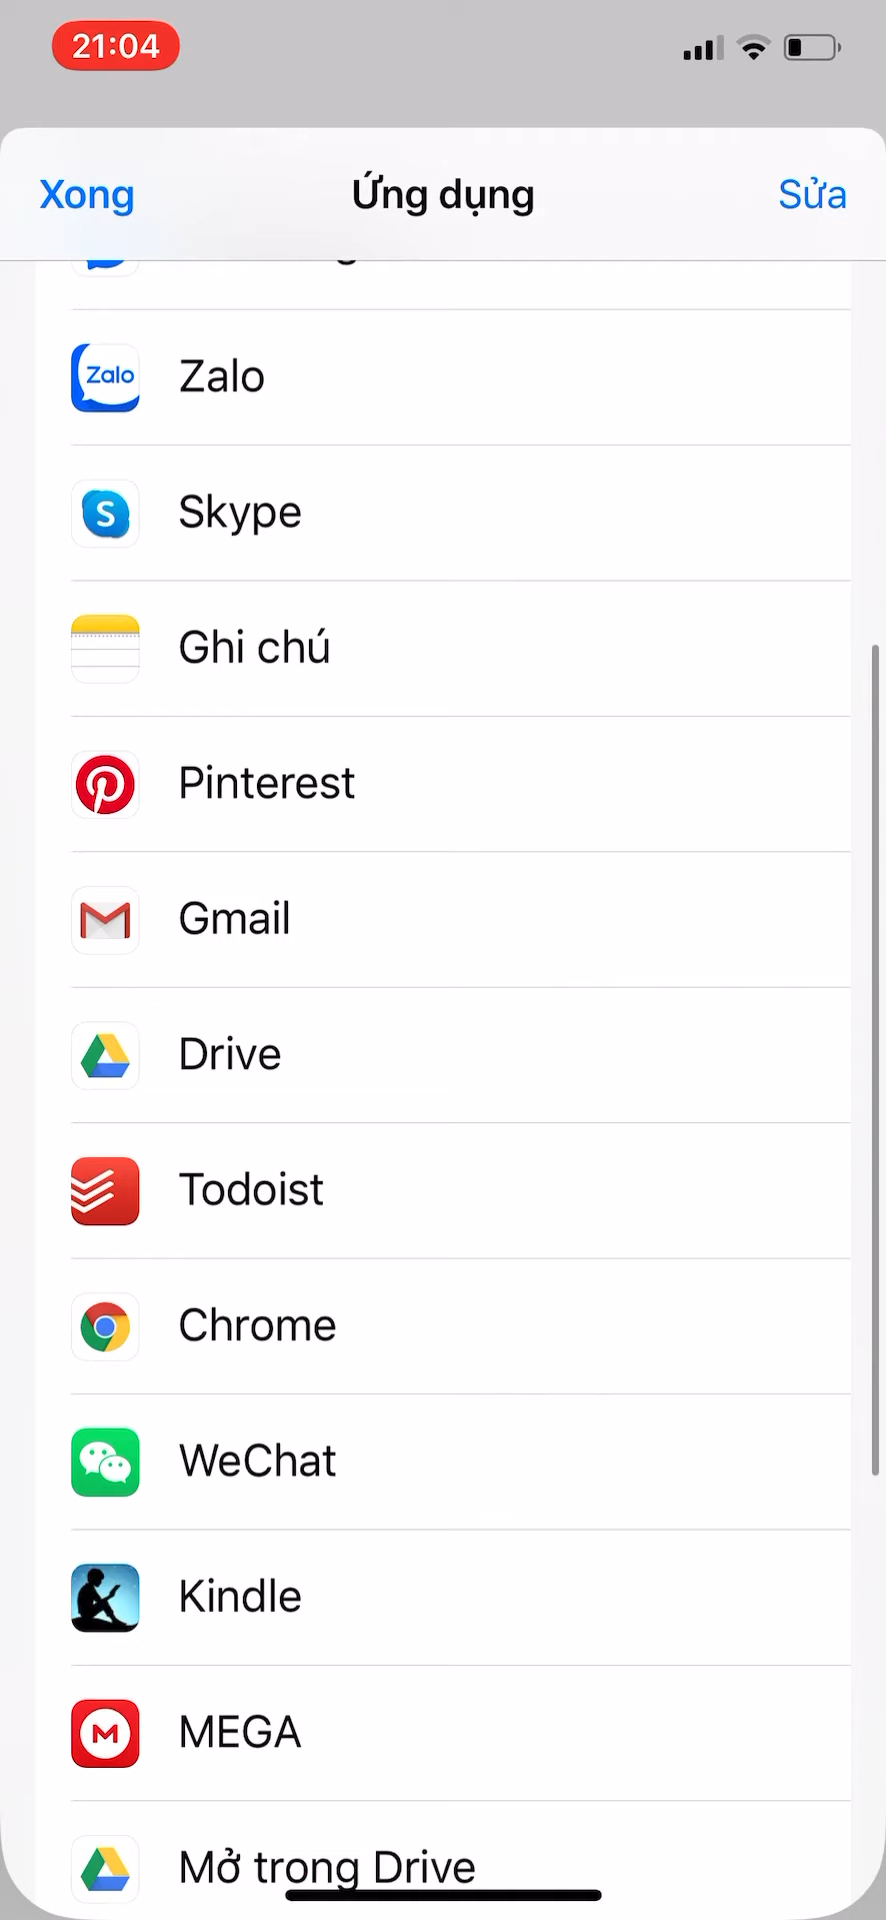 21:04
Xong Ứng dụng Sửa
Zalo Zalo
S Skype
Ghi chú
Pinterest
Gmail
Drive
Todoist
Chrome
WeChat
Kindle
M MEGA
Mở trong Drive